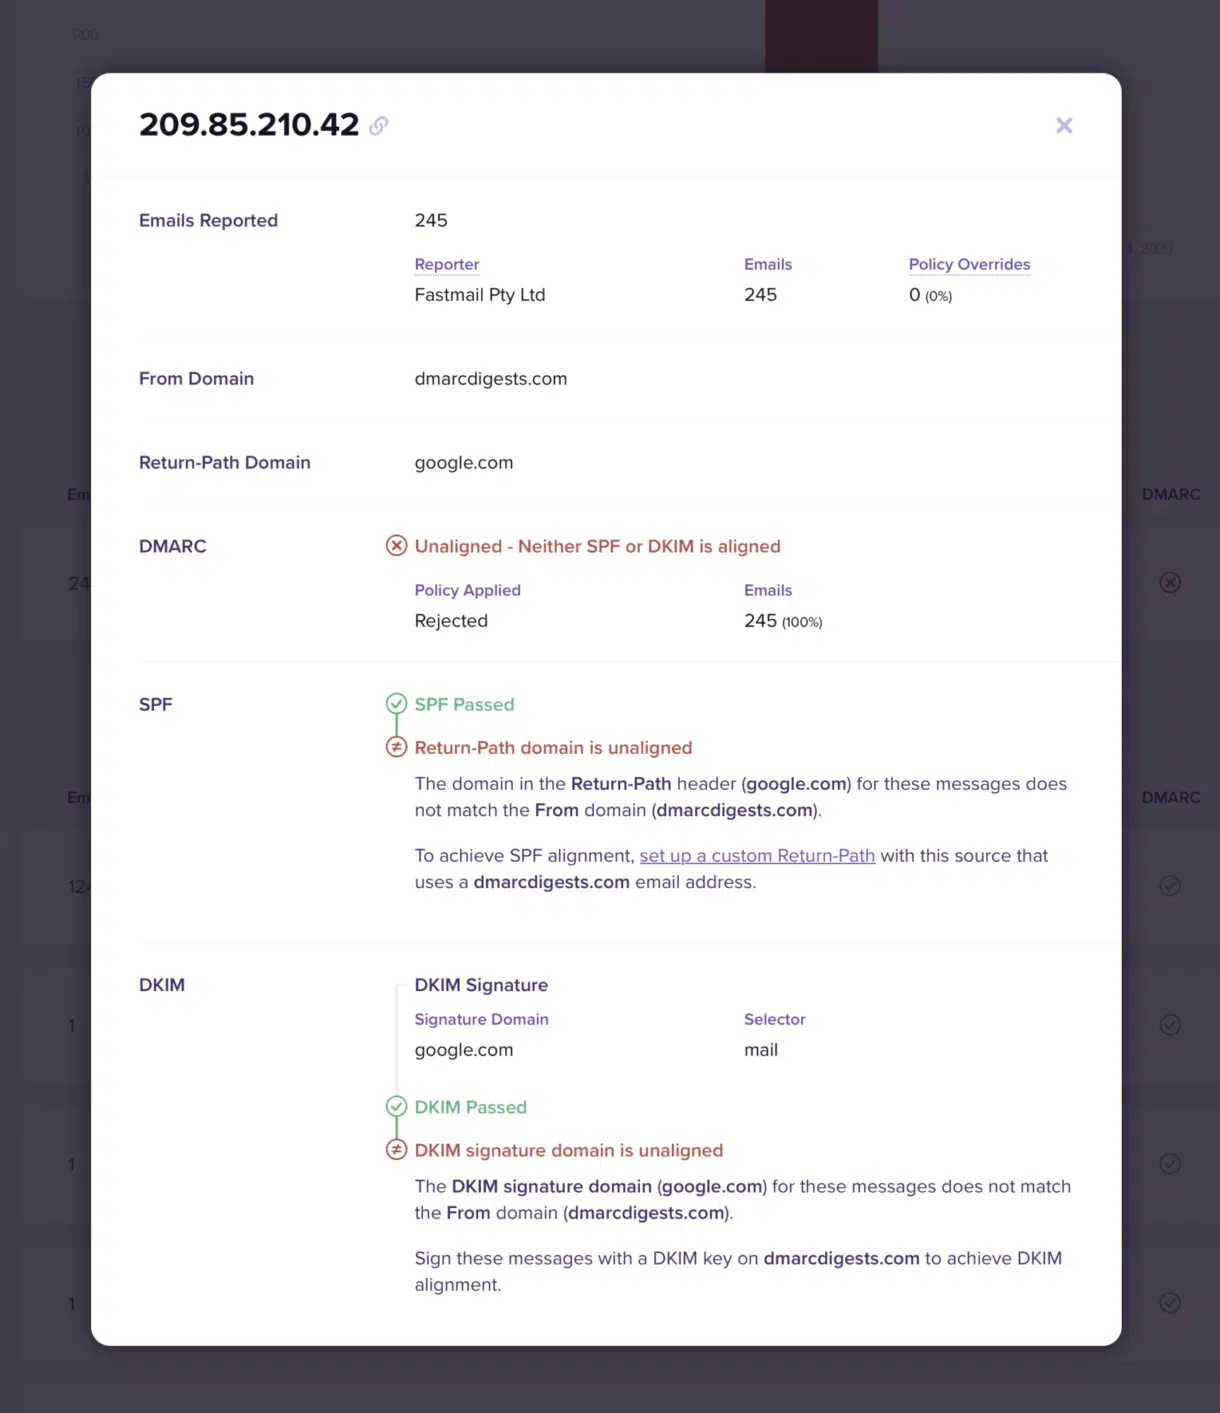 200
209.85.210.42
Emails Reported
245
Reporter
Emails
Policy Overrides
Fastmail Pty Ltd
245
0 (0%)
From Domain
dmarcdigests.com
Return-Path Domain
google.com
DMARC
Unaligned - Neither SPF or DKIM is aligned
Policy Applied
Emails
Rejected
245 (100%)
SPF
SPF Passed
Return-Path domain is unaligned
The domain in the Return-Path header (google.com) for these messages does
not match the From domain (dmarcdigests.com).
To achieve SPF alignment, set up a custom Return-Path with this source that
uses a dmarcdigests.com email address.
DKIM
DKIM Signature
Signature Domain
Selector
google.com
mail
DKIM Passed
DKIM signature domain is unaligned
The DKIM signature domain (google.com) for these messages does not match
the From domain (dmarcdigests.com).
Sign these messages with a DKIM key on dmarcdigests.com to achieve DKIM
alignment.
DMARC
DMARC
1
1
1